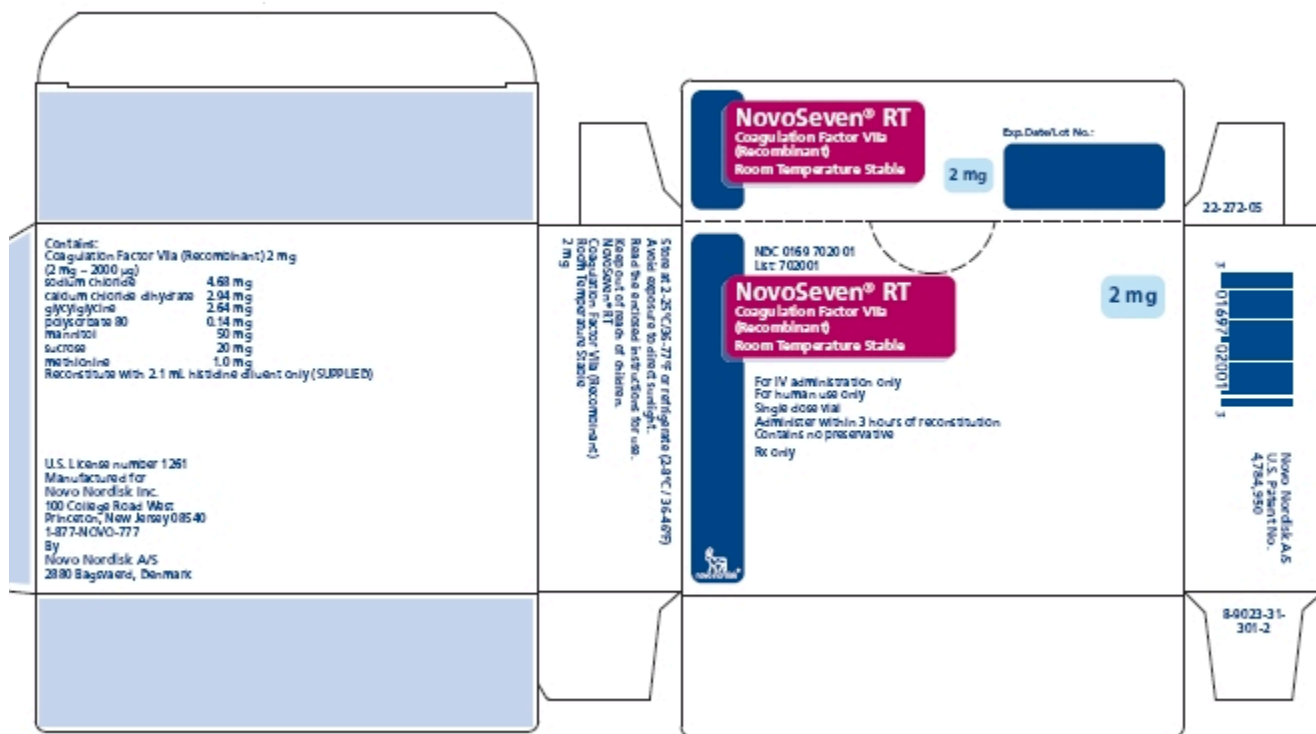 NovoSeven® RT
Coagulation Factor VIIa
(Recombinant)
Room Temperature Stable
2 mg
Exp.Date/Lot No.:
22-272-05
Contains:
Coagulation Factor VIIa (Recombinant) 2 mg
(2 mg – 2000 µg)
sodium chloride 4.68 mg
calcium chloride dihydrate 2.94 mg
glycylglycine 2.64 mg
polysorbate 80 0.14 mg
mannitol 50 mg
sucrose 20 mg
methionine 1.0 mg
Reconstitute with 2.1 mL histidine diluent only (SUPPLIED)
U.S. License number 1261
Manufactured for
Novo Nordisk Inc.
100 College Road West
Princeton, New Jersey 08540
1-877-NOVO-777
By
Novo Nordisk A/S
2880 Bagsvaerd, Denmark
Store at 2-25°C/36-77°F or refrigerate (2-8°C / 36-46°F)
Avoid exposure to direct sunlight.
Read the enclosed instructions for use.
Keep out of reach of children.
NovoSeven® RT
Coagulation Factor VIIa (Recombinant)
Room Temperature Stable
2 mg
NDC 0169 7020 01
List 702001
NovoSeven® RT
Coagulation Factor VIIa
(Recombinant)
Room Temperature Stable
2 mg
For IV administration only
For human use only
Single dose vial
Administer within 3 hours of reconstitution
Contains no preservative
Rx only
novo nordisk®
3 01697 02001 3
Novo Nordisk A/S
U.S. Patent No.
4,784,950
8-9023-31-
301-2